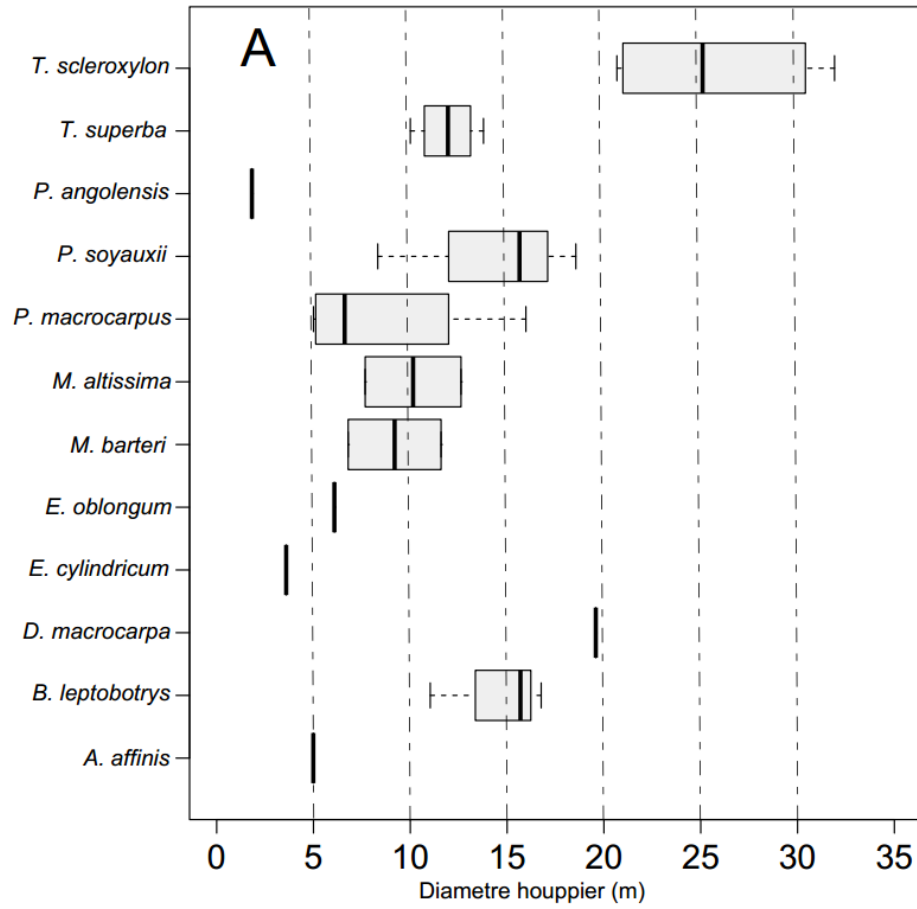 A
T. scleroxylon
T. superba
P. angolensis
P. soyauxii
P. macrocarpus
M. altissima
M. barteri
E. oblongum
E. cylindricum
D. macrocarpa
B. leptobotrys
A. affinis
0 5 10 15 20 25 30 35
Diametre houppier (m)